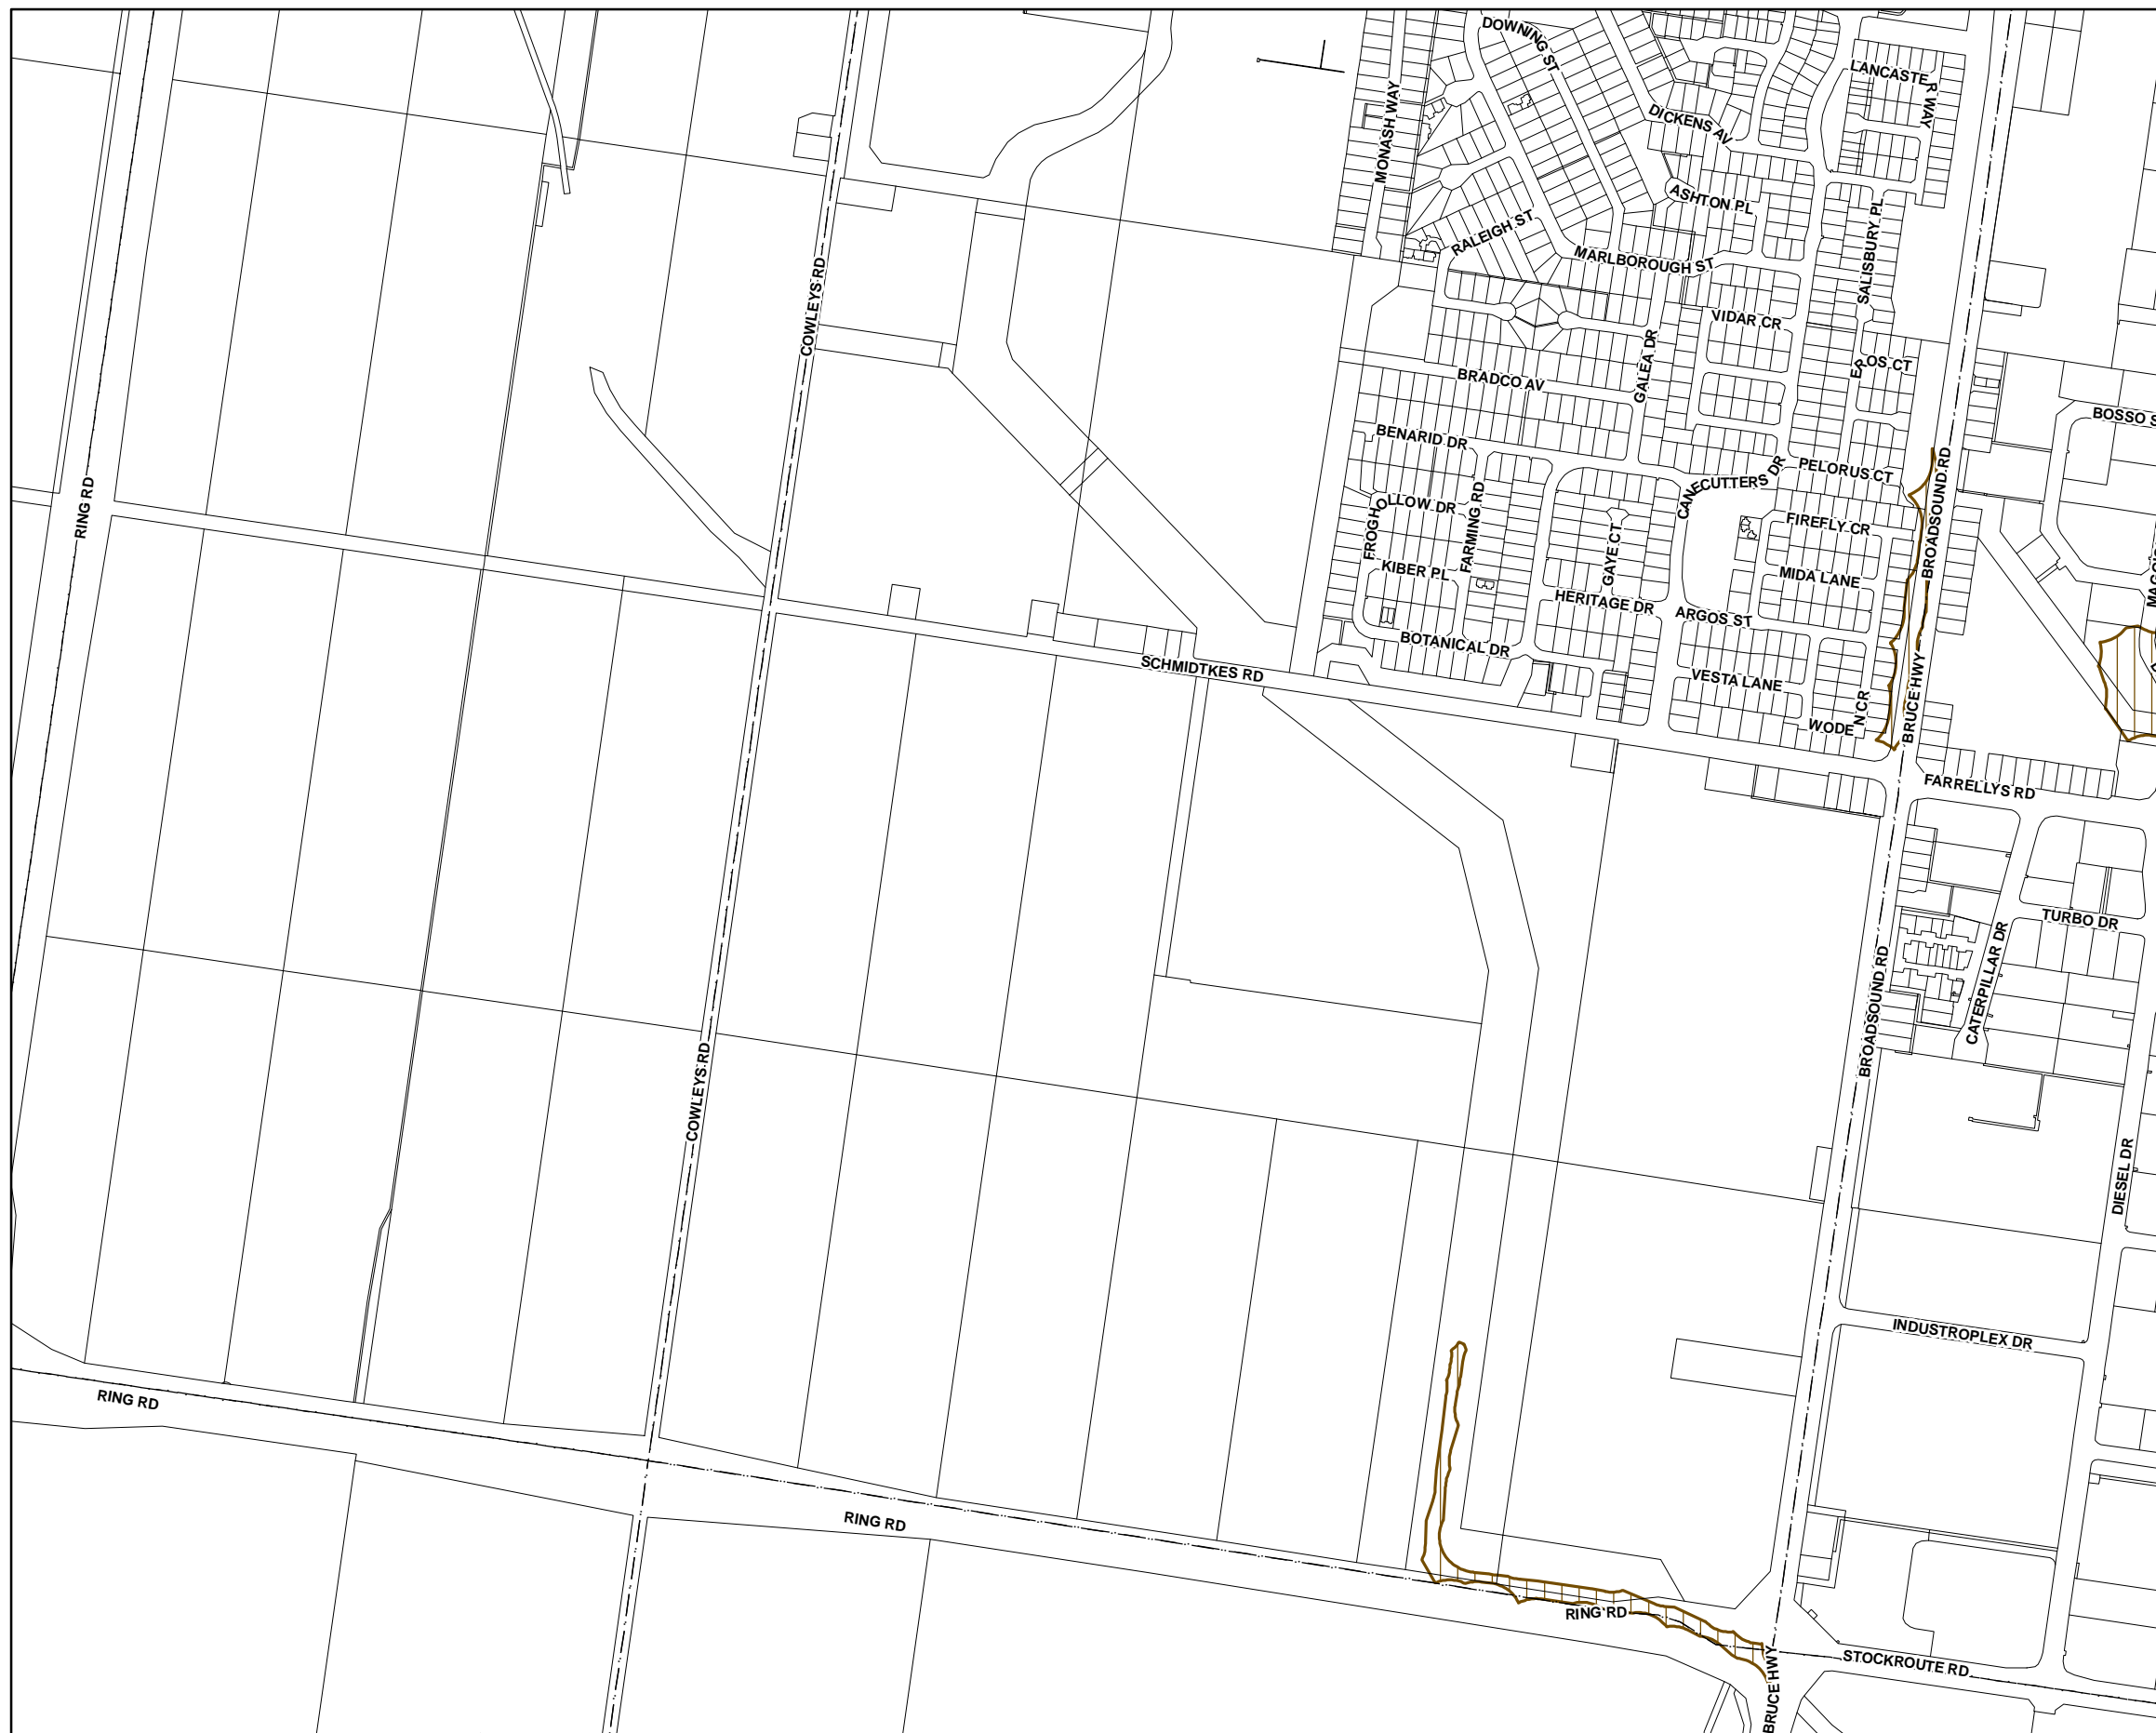 DOWNING ST
LANCASTER WAY
MONASH WAY
DICKENS AV
ASHTON PL
RALEIGH ST
SALISBURY PL
MARLBOROUGH ST
COWLEYS RD
VIDAR CR
GALEA DR
EROS CT
BRADCO AV
BOSSO S
BENARID DR
RING RD
PELORUS CT
CANECUTTERS DR
BROADSOUND RD
FROGHOLLOW DR
FARMING RD
FIREFLY CR
GAYE CT
KIBER PL
MIDA LANE
HERITAGE DR
ARGOS ST
BOTANICAL DR
SCHMIDTKES RD
VESTA LANE
BRUCE HWY
WODEN CR
FARRELLYS RD
TURBO DR
CATERPILLAR DR
BROADSOUND RD
COWLEYS RD
DIESEL DR
INDUSTROPLEX DR
RING RD
RING RD
RING RD
STOCKROUTE RD
BRUCE HWY